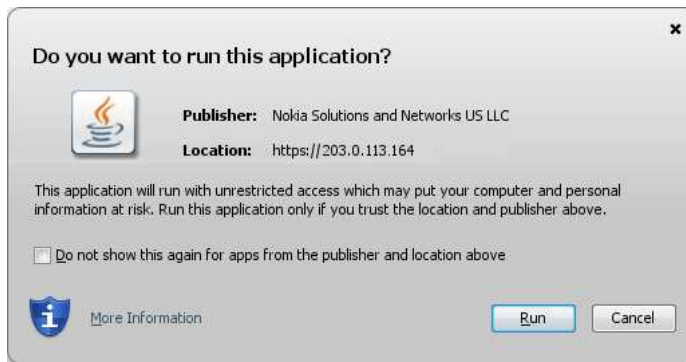 Do you want to run this application?
Publisher: Nokia Solutions and Networks US LLC
Location: https://203.0.113.164
This application will run with unrestricted access which may put your computer and personal
information at risk. Run this application only if you trust the location and publisher above.
Do not show this again for apps from the publisher and location above
More Information
Run
Cancel